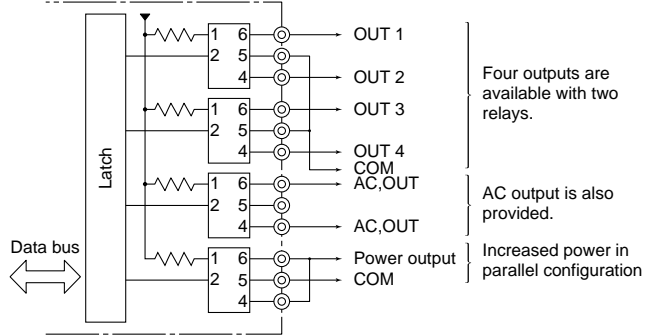 1 6 OUT 1
2 5
4 OUT 2
Four outputs are
available with two
relays.
1 6 OUT 3
2 5
4 OUT 4
COM
Latch
1 6 AC,OUT
2 5
4 AC,OUT
AC output is also
provided.
Data bus
1 6 Power output
2 5 COM
4
Increased power in
parallel configuration